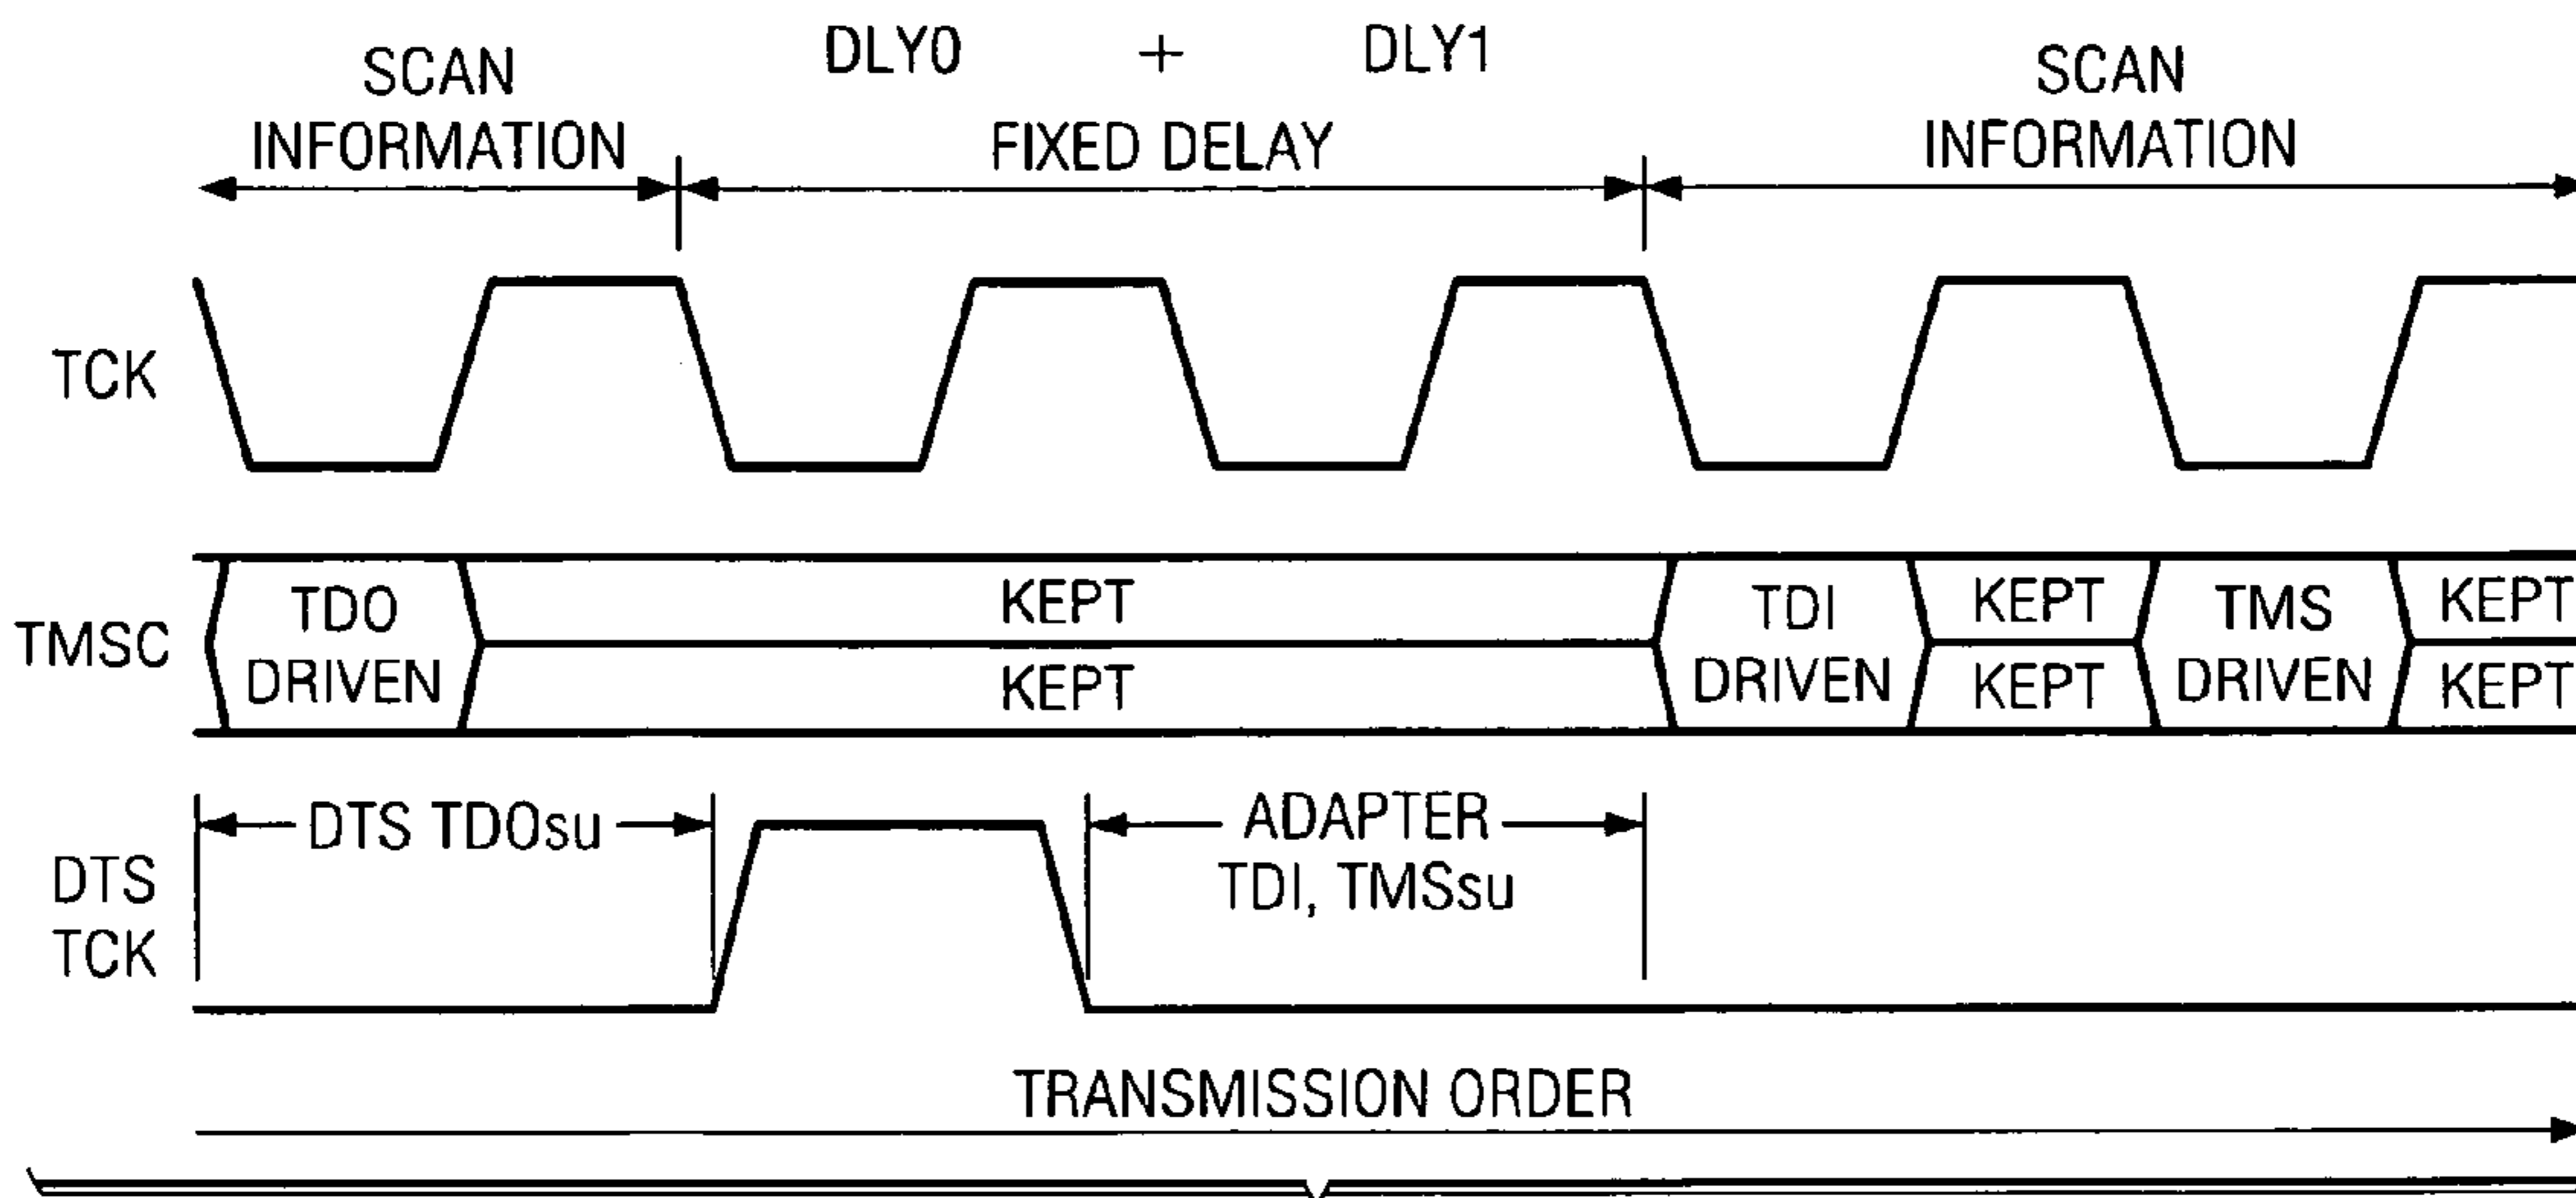 SCAN
INFORMATION
DLY0 + DLY1
FIXED DELAY
SCAN
INFORMATION
TCK
TMSC
TDO
DRIVEN
KEPT
KEPT
TDI
DRIVEN
KEPT
KEPT
TMS
DRIVEN
KEPT
KEPT
DTS
TCK
DTS TDOsu
ADAPTER
TDI, TMSsu
TRANSMISSION ORDER